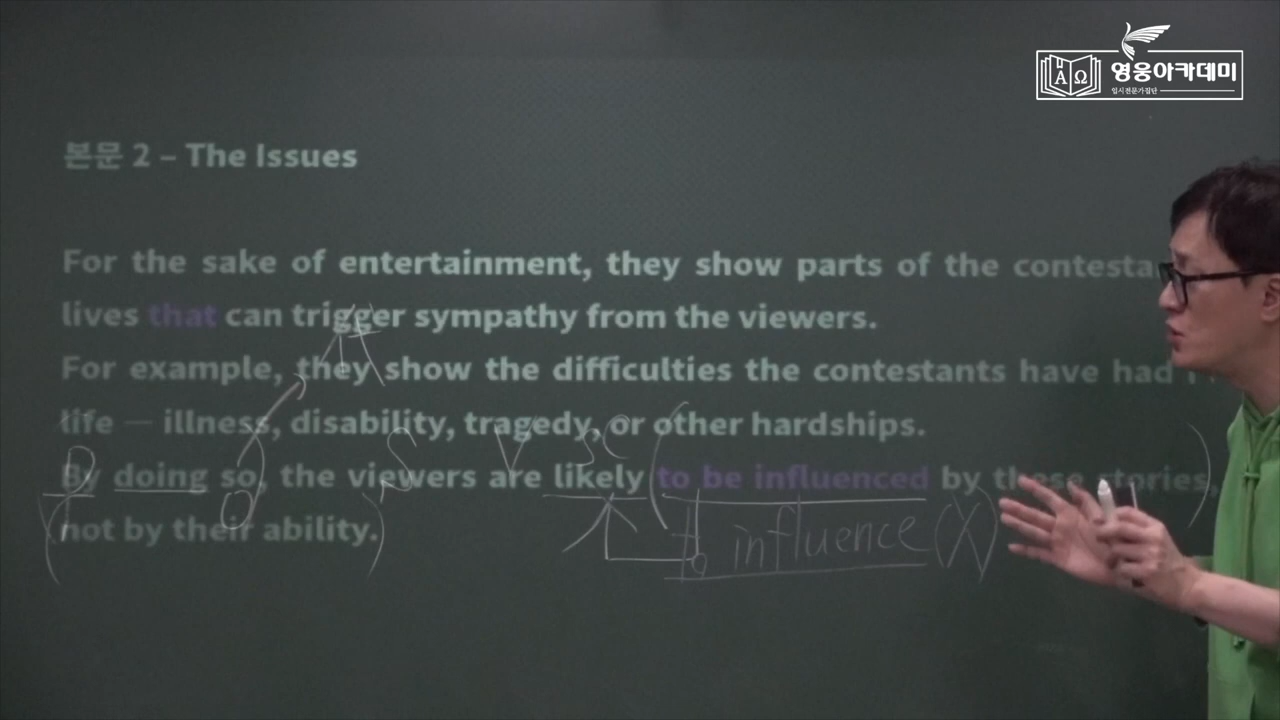 영웅아카데미
입시전문가집단
본문 2 – The Issues
For the sake of entertainment, they show parts of the
lives that can trigger sympathy from the viewers.
For example, they show the difficulties the contestants have had
life — illness, disability, tragedy, or other hardships.
S V SC
By doing so, the viewers are likely to be influenced by these stories,
not by their ability.
to influence (X)